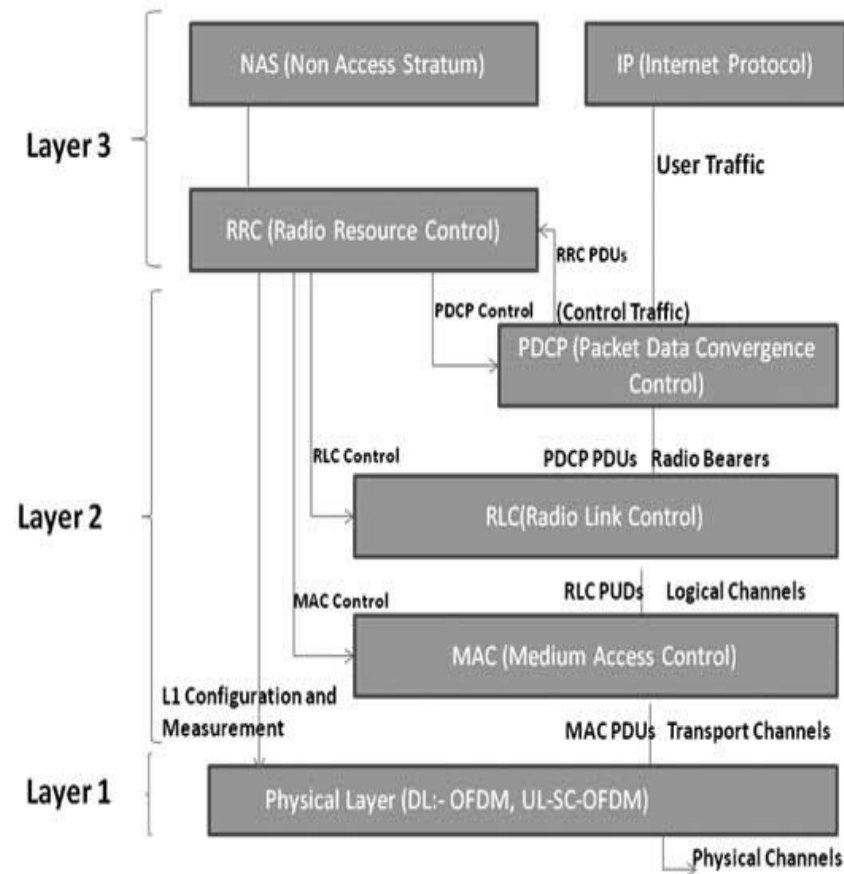 NAS (Non Access Stratum)
IP (Internet Protocol)
Layer 3
User Traffic
RRC (Radio Resource Control)
RRC PDUs
PDCP Control
(Control Traffic)
PDCP (Packet Data Convergence
Control)
RLC Control
PDCP PDUs Radio Bearers
Layer 2
RLC(Radio Link Control)
RLC PUDs Logical Channels
MAC Control
MAC (Medium Access Control)
L1 Configuration and
Measurement
MAC PDUs Transport Channels
Layer 1
Physical Layer (DL:- OFDM, UL-SC-OFDM)
Physical Channels